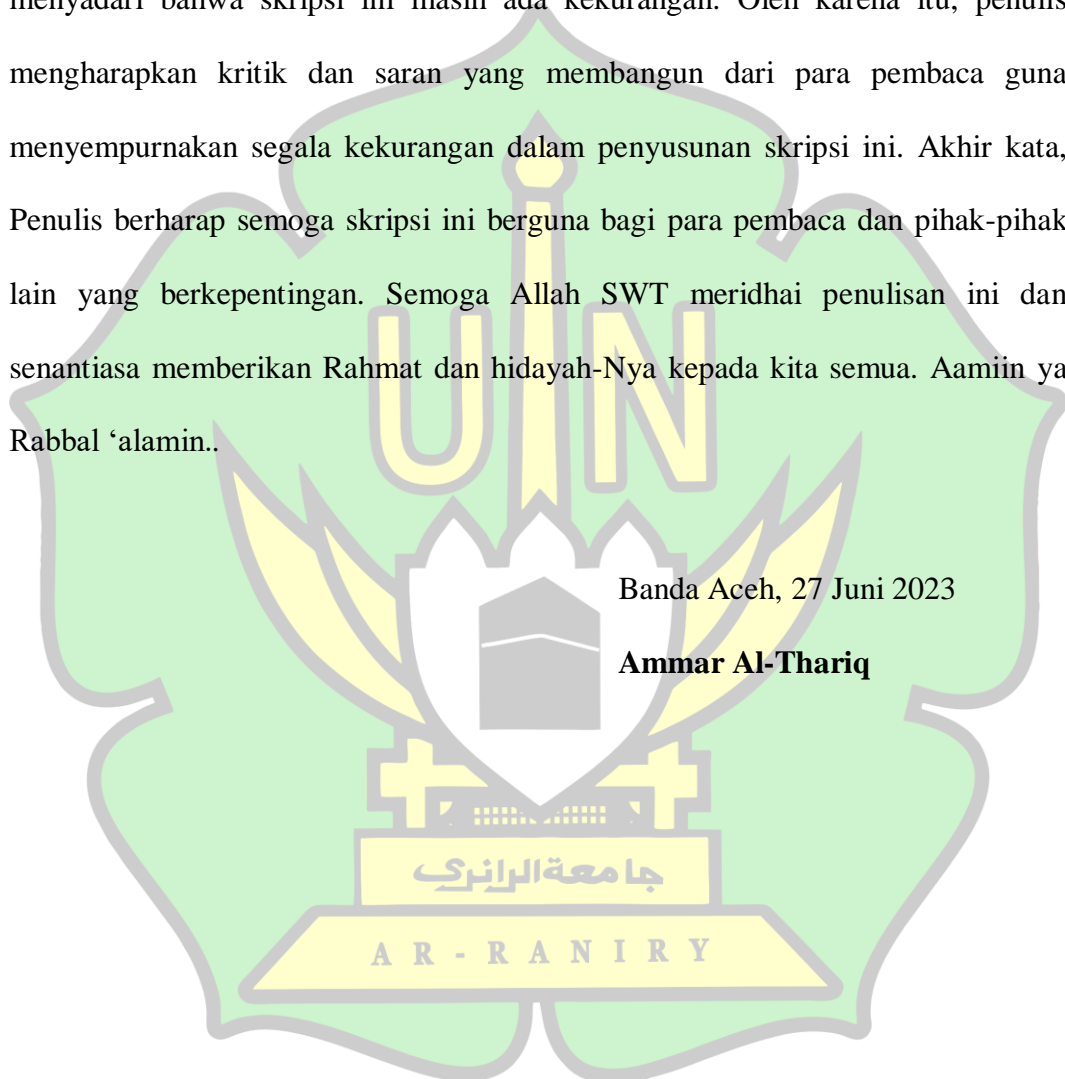 menyadari bahwa skripsi ini masih ada kekurangan. Oleh karena itu, penulis
mengharapkan kritik dan saran yang membangun dari para pembaca guna
menyempurnakan segala kekurangan dalam penyusunan skripsi ini. Akhir kata,
Penulis berharap semoga skripsi ini berguna bagi para pembaca dan pihak-pihak
lain yang berkepentingan. Semoga Allah SWT meridhai penulisan ini dan
senantiasa memberikan Rahmat dan hidayah-Nya kepada kita semua. Aamiin ya
Rabbal ‘alamin..
UIN
Banda Aceh, 27 Juni 2023
Ammar Al-Thariq
جامعة الرانري
AR-RANIRY